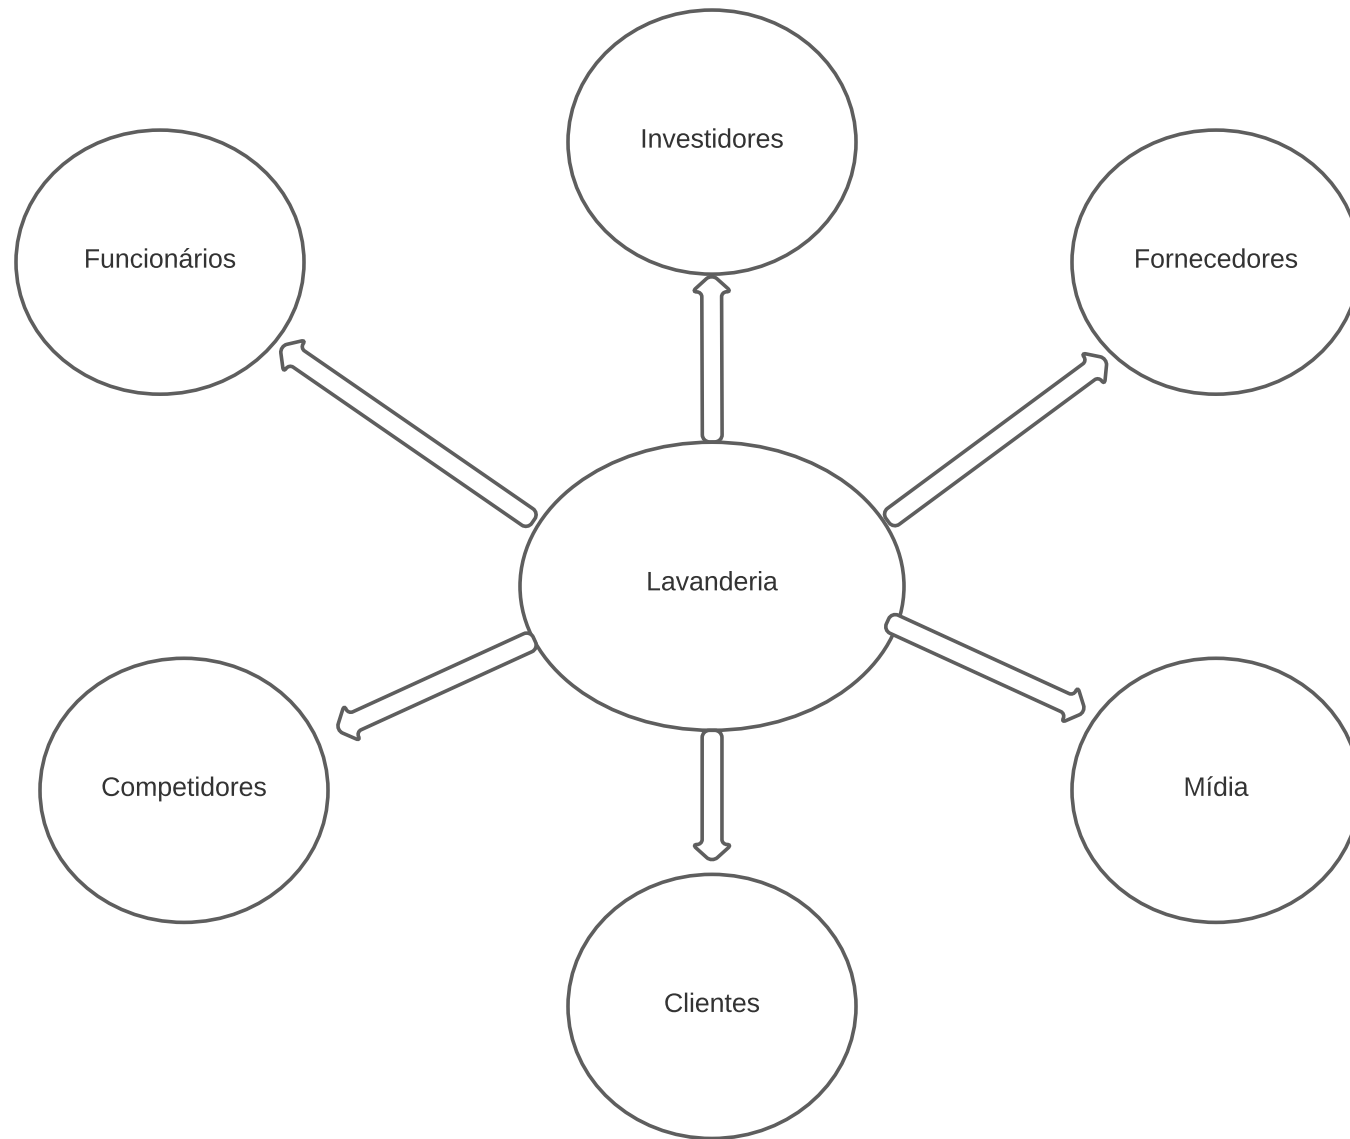 Investidores
Funcionários
Fornecedores
Lavanderia
Competidores
Mídia
Clientes